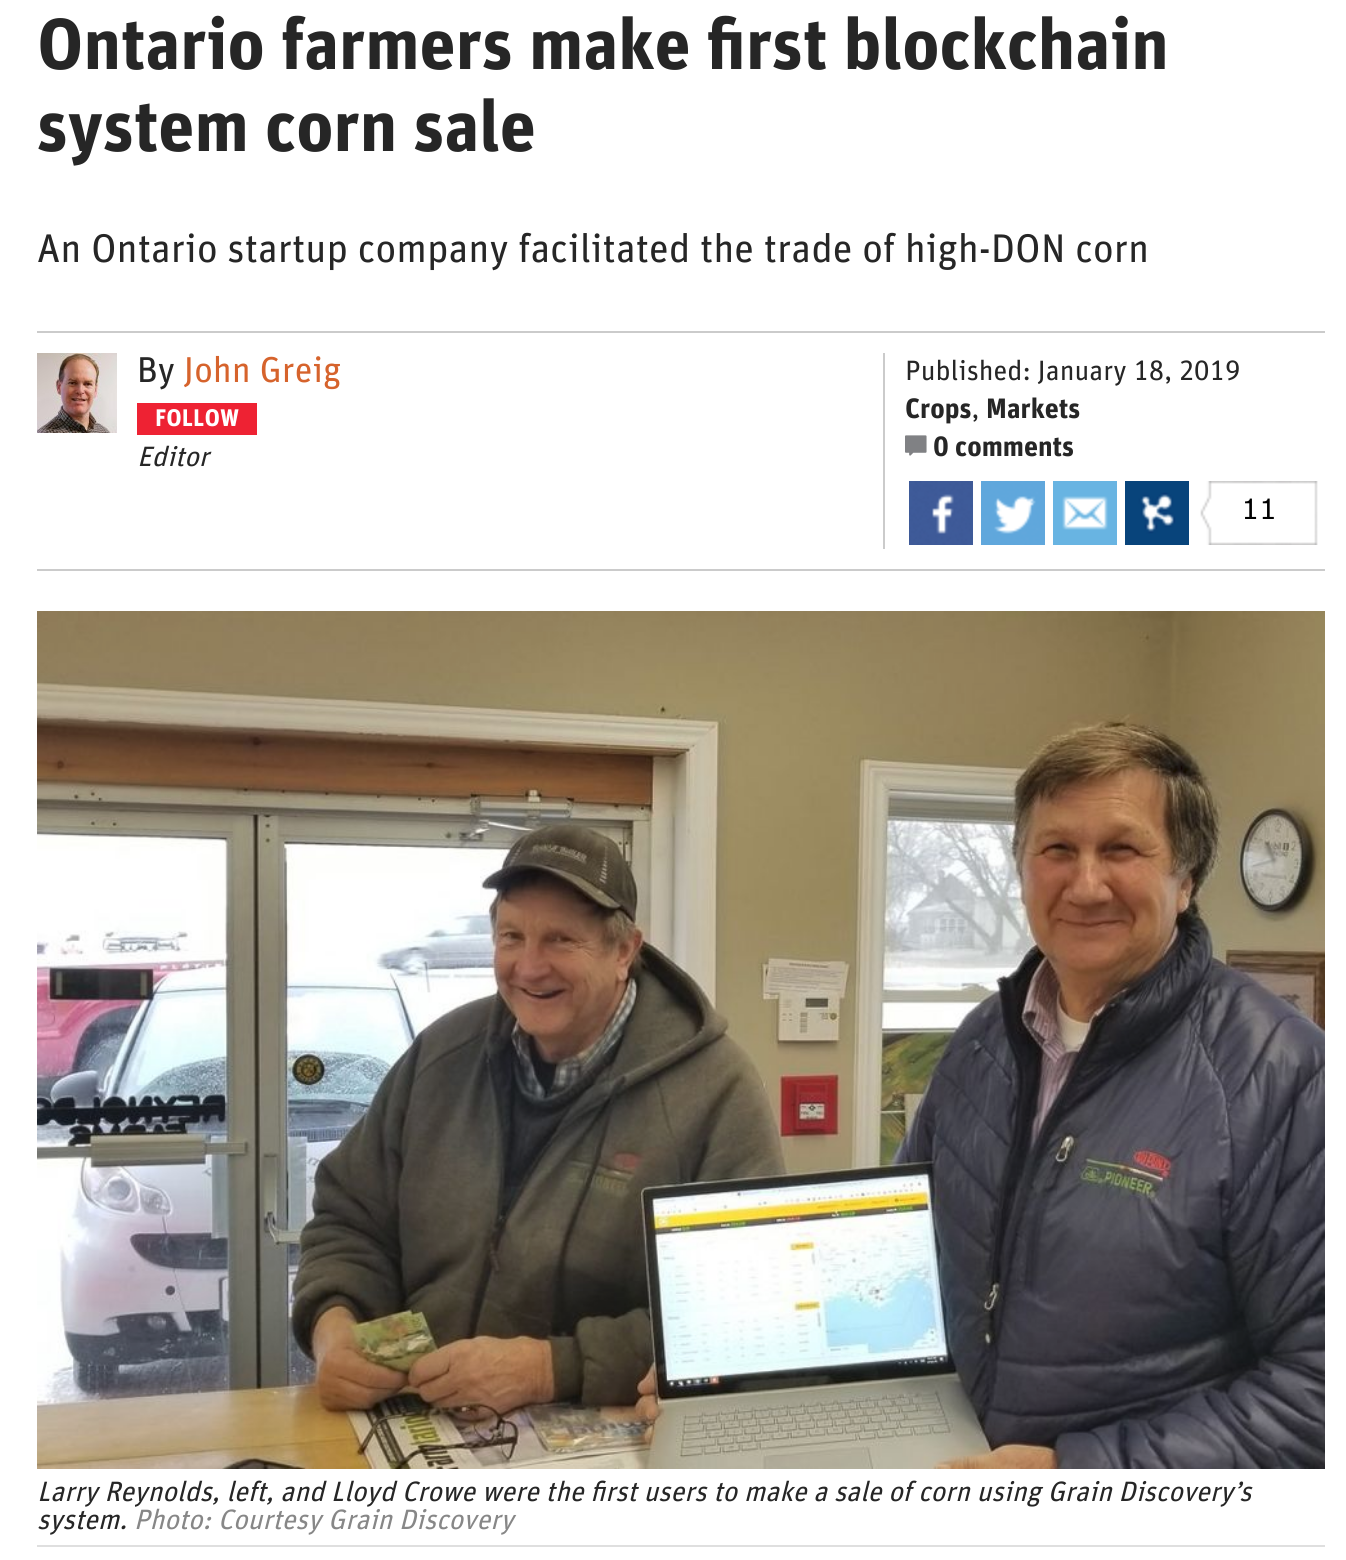 Ontario farmers make first blockchain
system corn sale
An Ontario startup company facilitated the trade of high-DON corn
By John Greig
FOLLOW
Editor
Published: January 18, 2019
Crops, Markets
0 comments
11
REYNOLDS
DUPONT
PIONEER
Larry Reynolds, left, and Lloyd Crowe were the first users to make a sale of corn using Grain Discovery's
system. Photo: Courtesy Grain Discovery